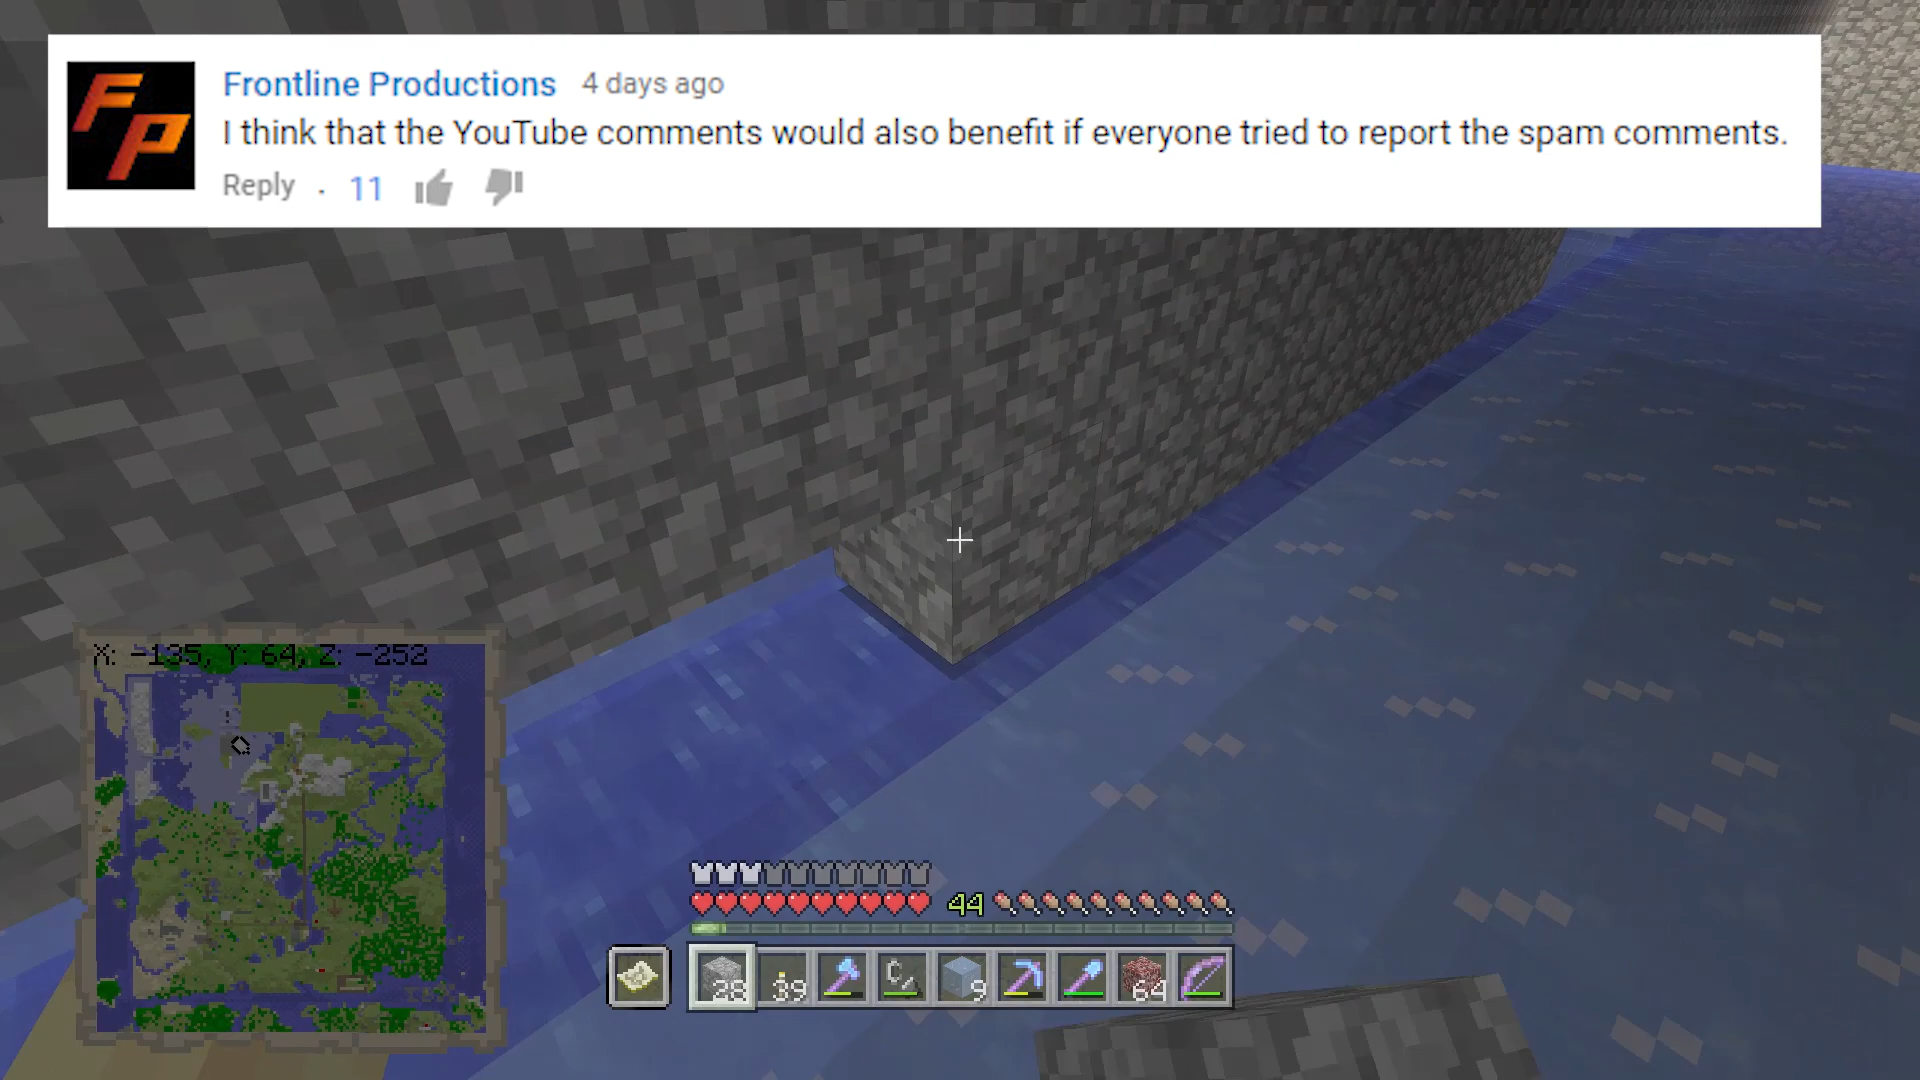 FP
Frontline Productions 4 days ago
I think that the YouTube comments would also benefit if everyone tried to report the spam comments.
Reply . 11
X: -135, Y: 64, Z: -252
44
28 39 9 64